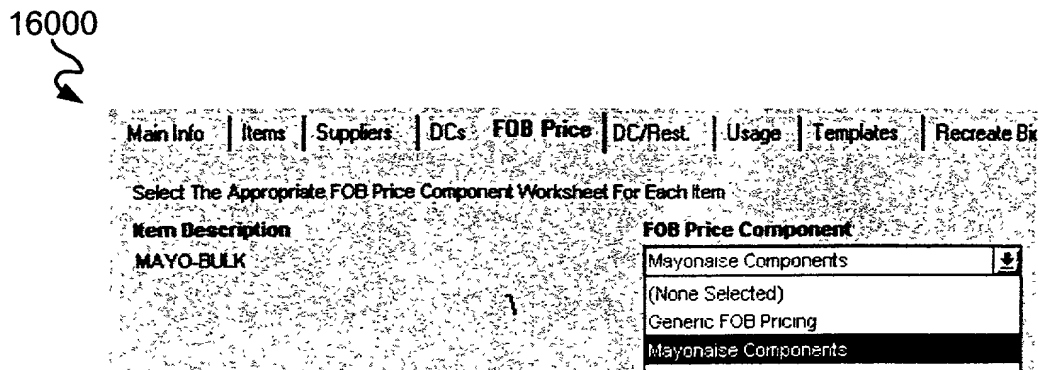 16000
Main Info | Items | Suppliers | DCs FOB Price | DC/Rest. | Usage | Templates | Recreate Bid
Select The Appropriate FOB Price Component Worksheet For Each Item
Item Description FOB Price Component
MAYO-BULK Mayonaise Components
(None Selected)
Generic FOB Pricing
Mayonaise Components